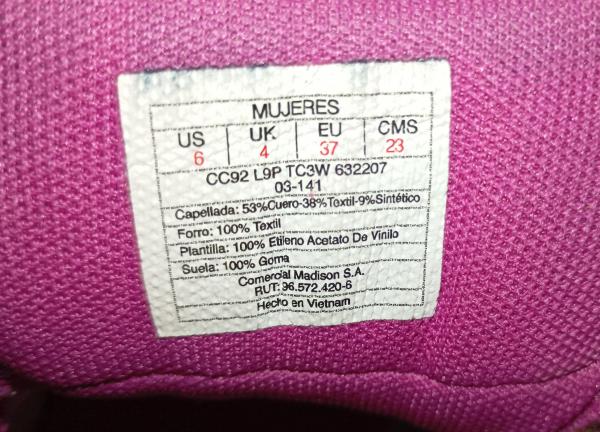 MUJERES
US UK EU CMS
6 4 37 23
CC92 L9P TC3W 632207
03-141
Capellada: 53%Cuero-38%Textil-9%Sintético
Forro: 100% Textil
Plantilla: 100% Etileno Acetato De Vinilo
Suela: 100% Goma
Comercial Madison S.A.
RUT: 96.572.420-6
Hecho en Vietnam